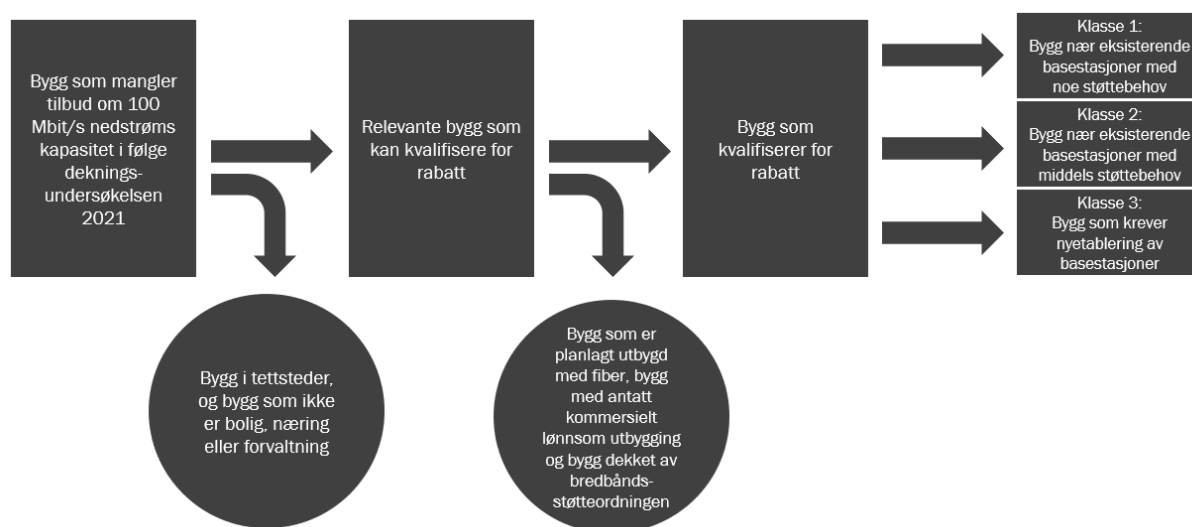 Bygg som mangler
tilbud om 100
Mbit/s nedstrøms
kapasitet i følge
deknings-
undersøkelsen
2021
Relevante bygg som
kan kvalifisere for
rabatt
Bygg som
kvalifiserer for
rabatt
Klasse 1:
Bygg nær eksisterende
basestasjoner med
noe støttebehov
Klasse 2:
Bygg nær eksisterende
basestasjoner med
middels støttebehov
Klasse 3:
Bygg som krever
nyetablering av
basestasjoner
Bygg i tettsteder,
og bygg som ikke
er bolig, næring
eller forvaltning
Bygg som er
planlagt utbygd
med fiber, bygg
med antatt
kommersielt
lønnsom utbygging
og bygg dekket av
bredbånds-
støtteordningen